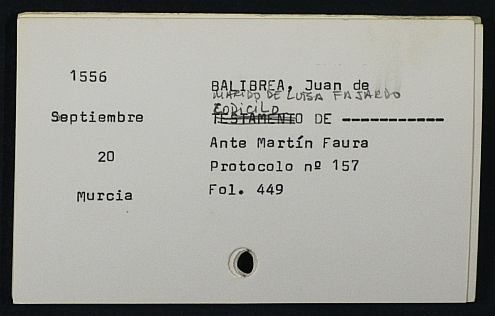 1556
BALIBREA, Juan de
MARIDO DE LUISA FAJARDO
CODICILO
Septiembre
TESTAMENTO DE -----------
20
Ante Martín Faura
Protocolo nº 157
Murcia
Fol. 449